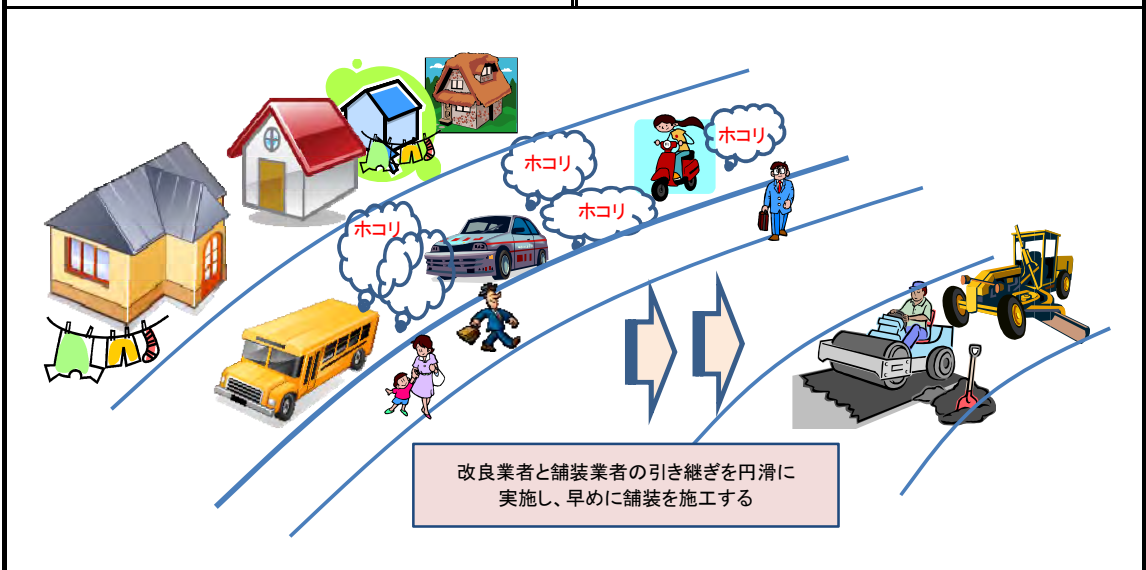 ホコリ
ホコリ
ホコリ
ホコリ
改良業者と舗装業者の引き継ぎを円滑に
実施し、早めに舗装を施工する